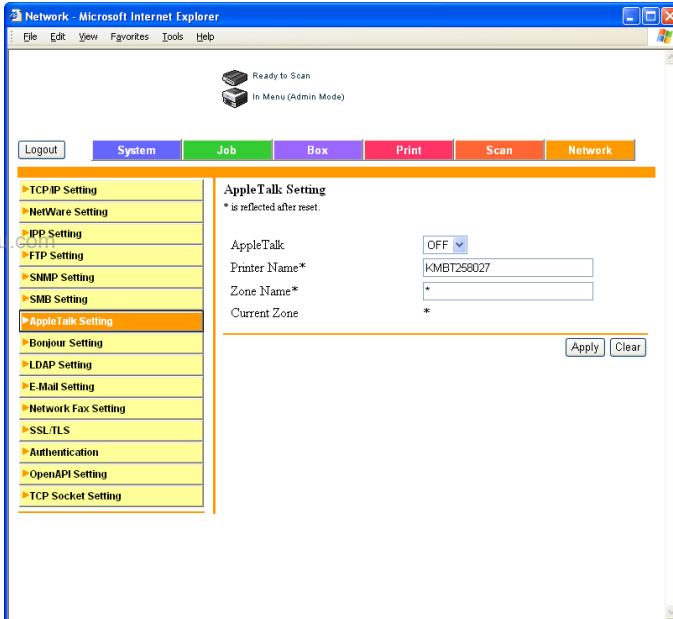 Network - Microsoft Internet Explorer
File Edit View Favorites Tools Help
Ready to Scan
In Menu (Admin Mode)
Logout System Job Box Print Scan Network
TCP/IP Setting
NetWare Setting
IPP Setting
FTP Setting
SNMP Setting
SMB Setting
AppleTalk Setting
Bonjour Setting
LDAP Setting
E-Mail Setting
Network Fax Setting
SSL/TLS
Authentication
OpenAPI Setting
TCP Socket Setting
AppleTalk Setting
* is reflected after reset.
AppleTalk OFF
Printer Name* KMBT258027
Zone Name* *
Current Zone *
Apply Clear
u.com